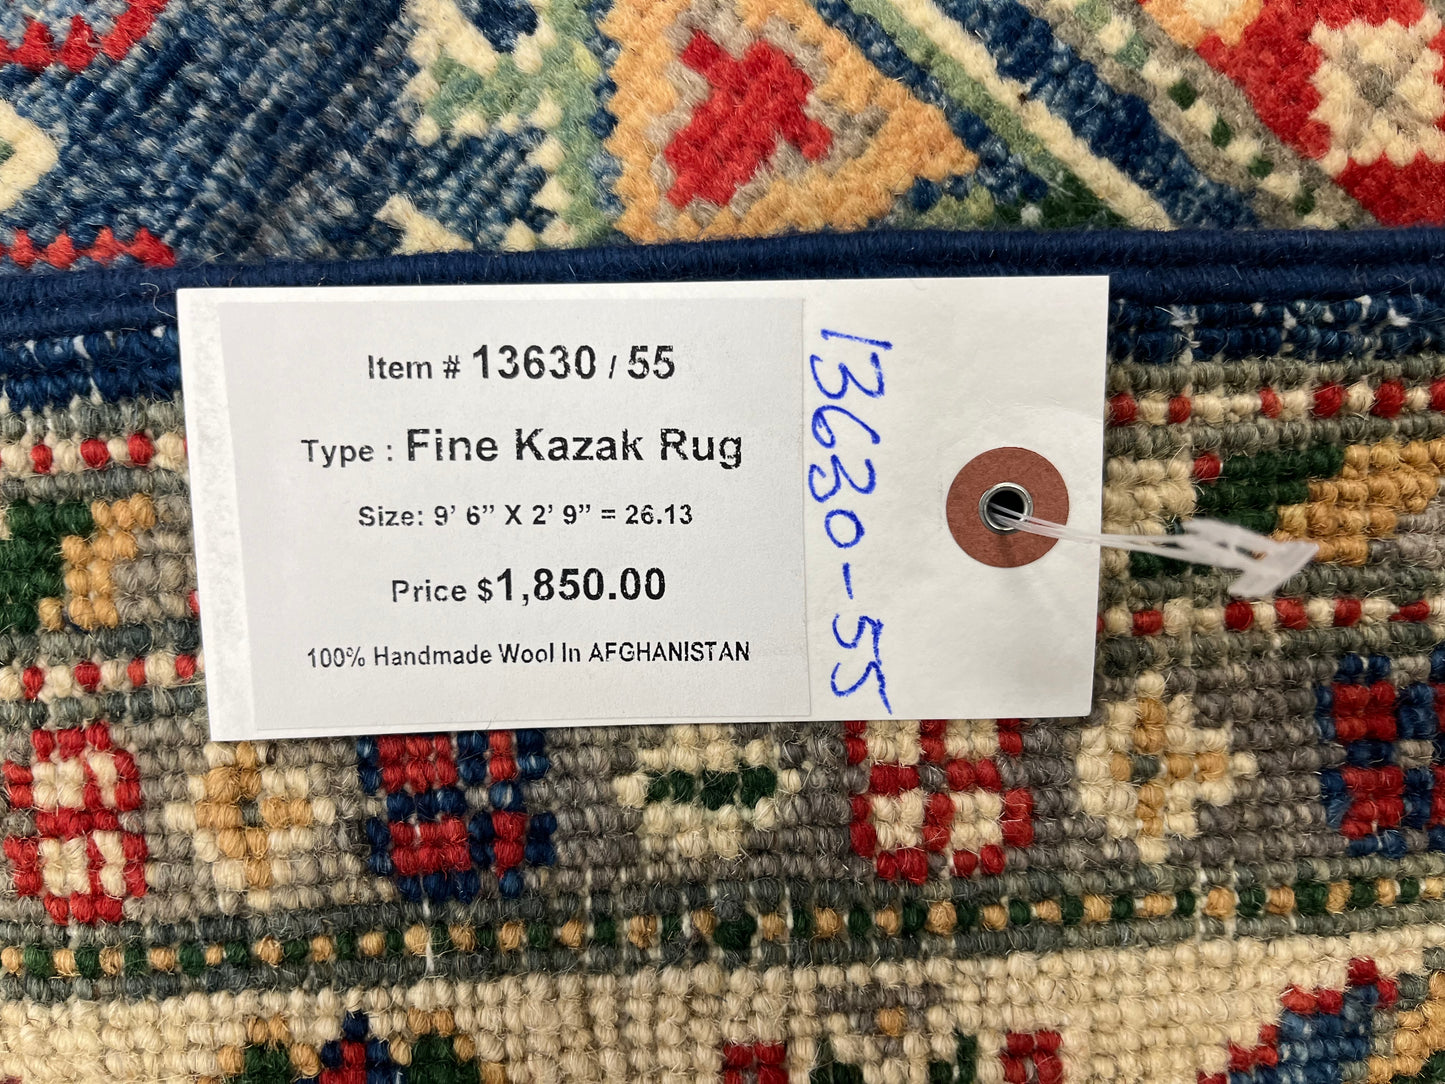 Item # 13630 / 55
Type : Fine Kazak Rug
Size: 9’ 6” X 2’ 9” = 26.13
Price $1,850.00
100% Handmade Wool In AFGHANISTAN
13630-55